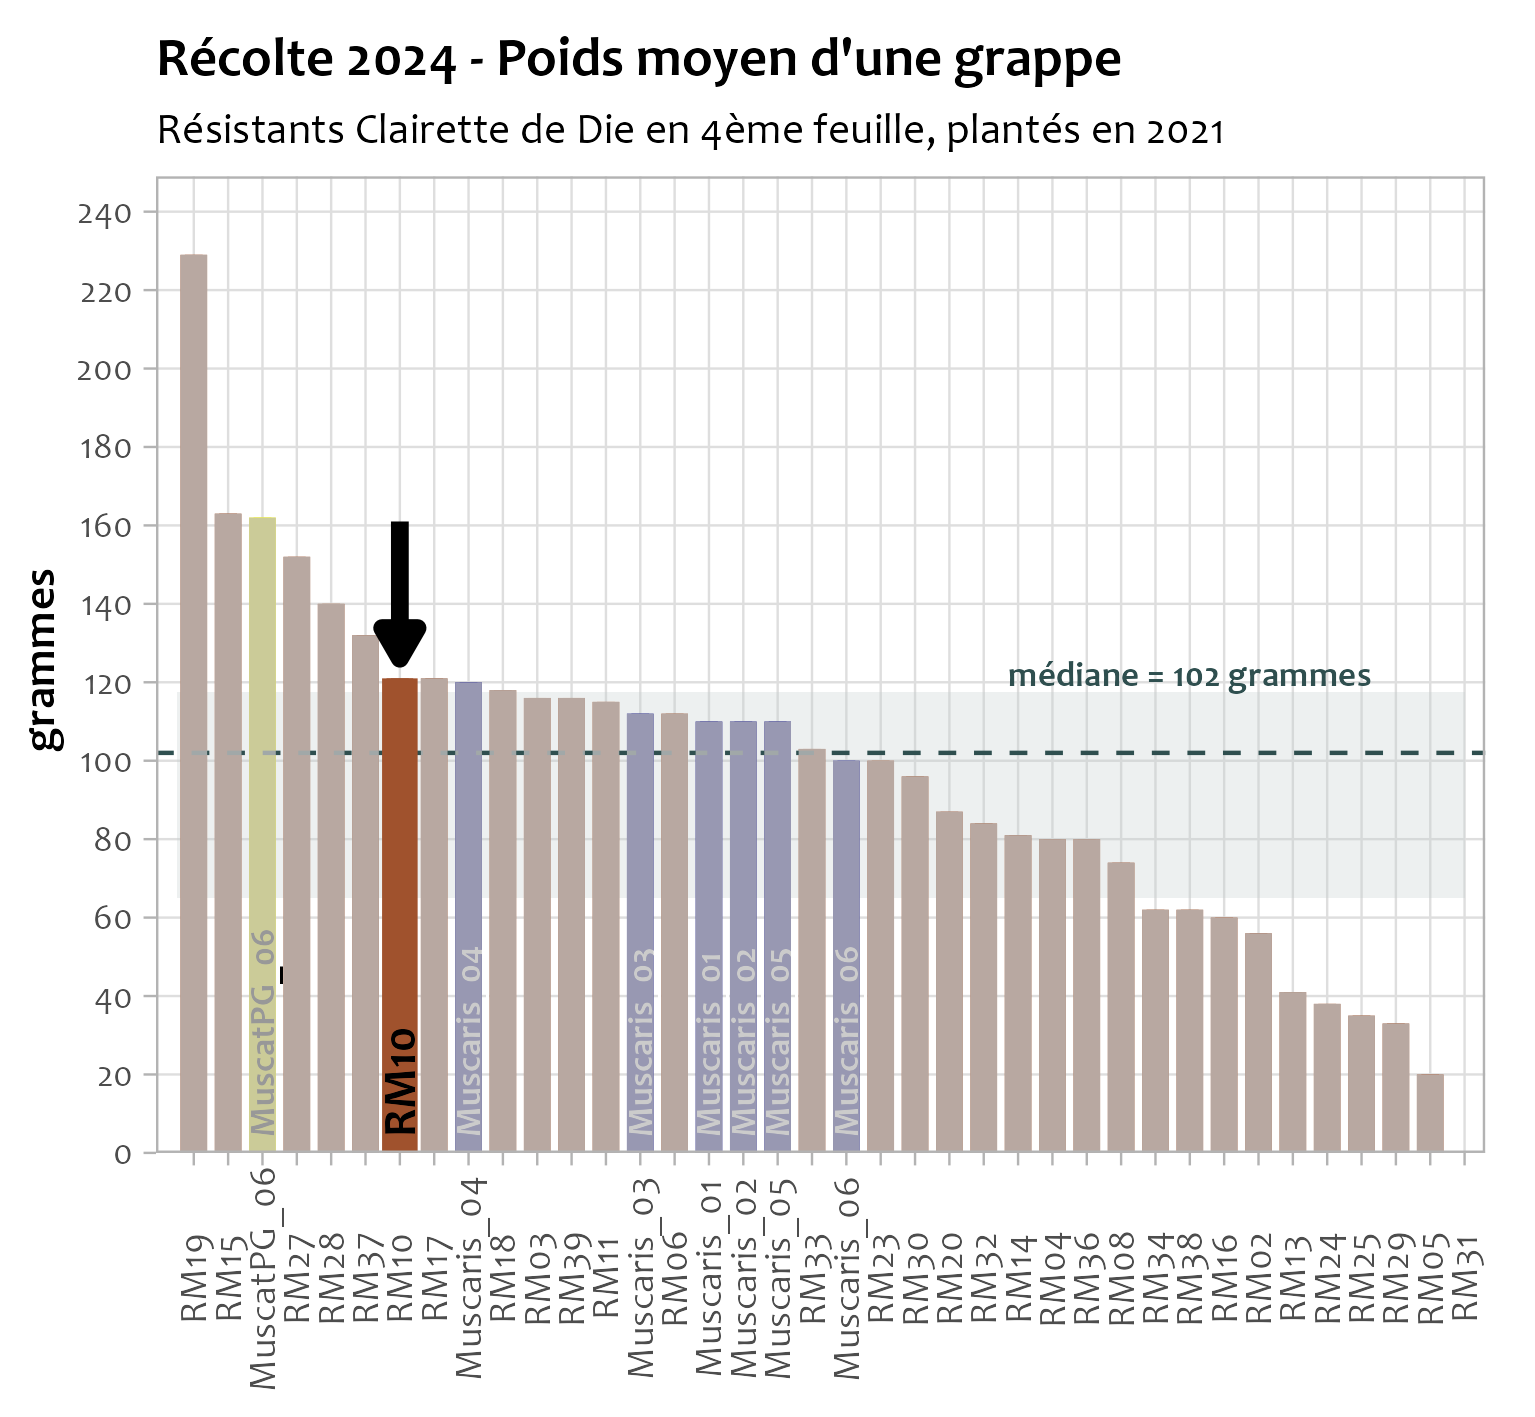 Récolte 2024 - Poids moyen d'une grappe
Résistants Clairette de Die en 4ème feuille, plantés en 2021
grammes
240
220
200
180
160
140
120
100
80
60
40
20
0
médiane = 102 grammes
MuscatPG_06
RM10
Muscaris_04
Muscaris_03
Muscaris_01
Muscaris_02
Muscaris_05
Muscaris_06
RM19
RM15
MuscatPG_06
RM27
RM28
RM37
RM10
RM17
Muscaris_04
RM18
RM03
RM39
RM11
Muscaris_03
RM06
Muscaris_01
Muscaris_02
Muscaris_05
RM33
Muscaris_06
RM23
RM30
RM20
RM32
RM14
RM04
RM36
RM08
RM34
RM38
RM16
RM02
RM13
RM24
RM25
RM29
RM05
RM31